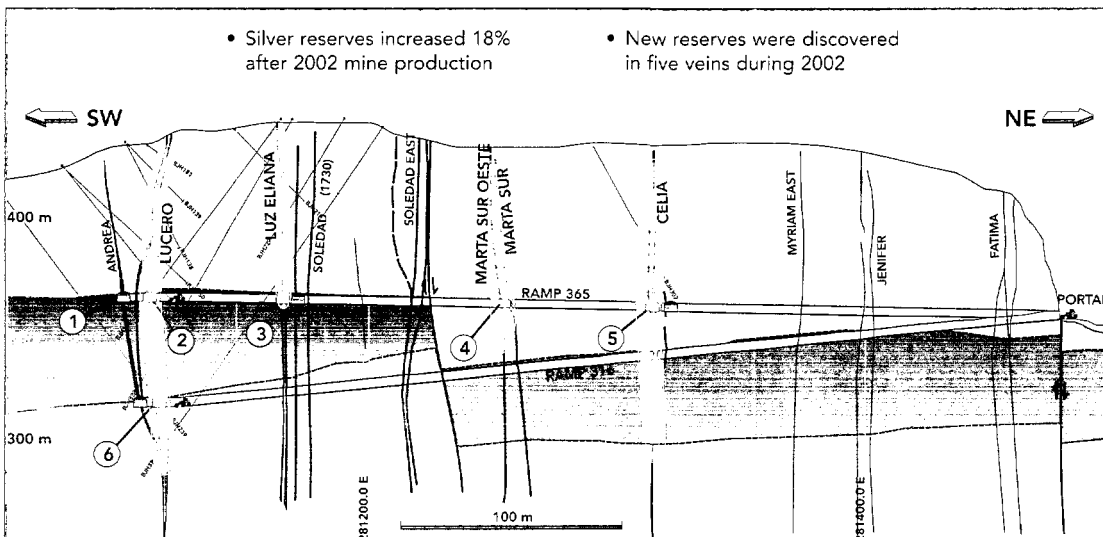 • Silver reserves increased 18%
after 2002 mine production
• New reserves were discovered
in five veins during 2002
SW
NE
400 m
300 m
ANDREA
LUCERO
LUZ ELIANA
SOLEDAD (1730)
SOLEDAD EAST
MARTA SUR OESTE
MARTA SUR
CELIA
MYRIAM EAST
JENIFER
FATIMA
RAMP 365
PORTAL
1
2
3
4
5
RAMP 316
6
281200.0 E
281400.0 E
100 m